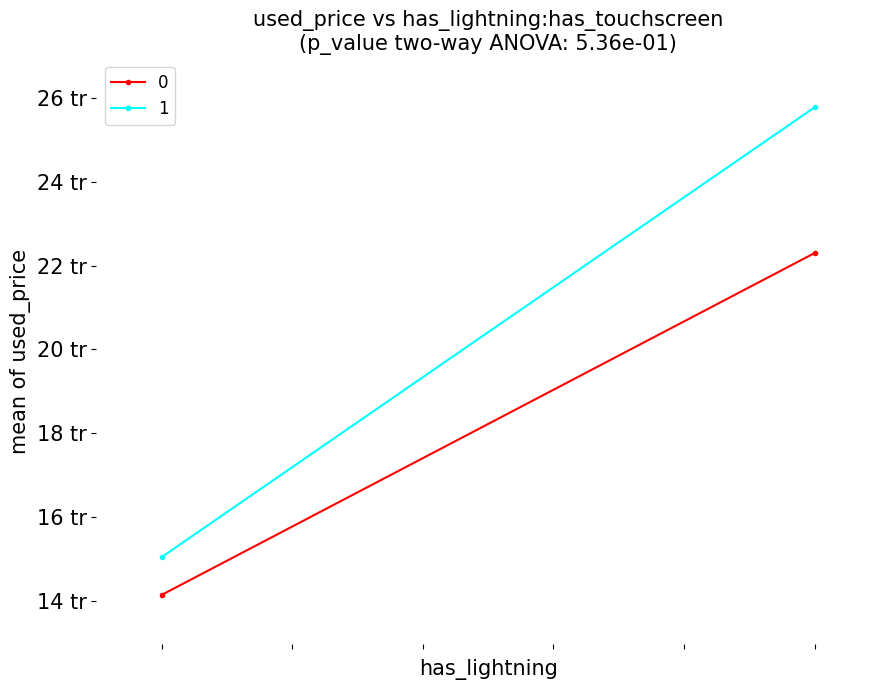 used_price vs has_lightning:has_touchscreen
(p_value two-way ANOVA: 5.36e-01)
0
1
26 tr
24 tr
22 tr
20 tr
18 tr
16 tr
14 tr
mean of used_price
has_lightning